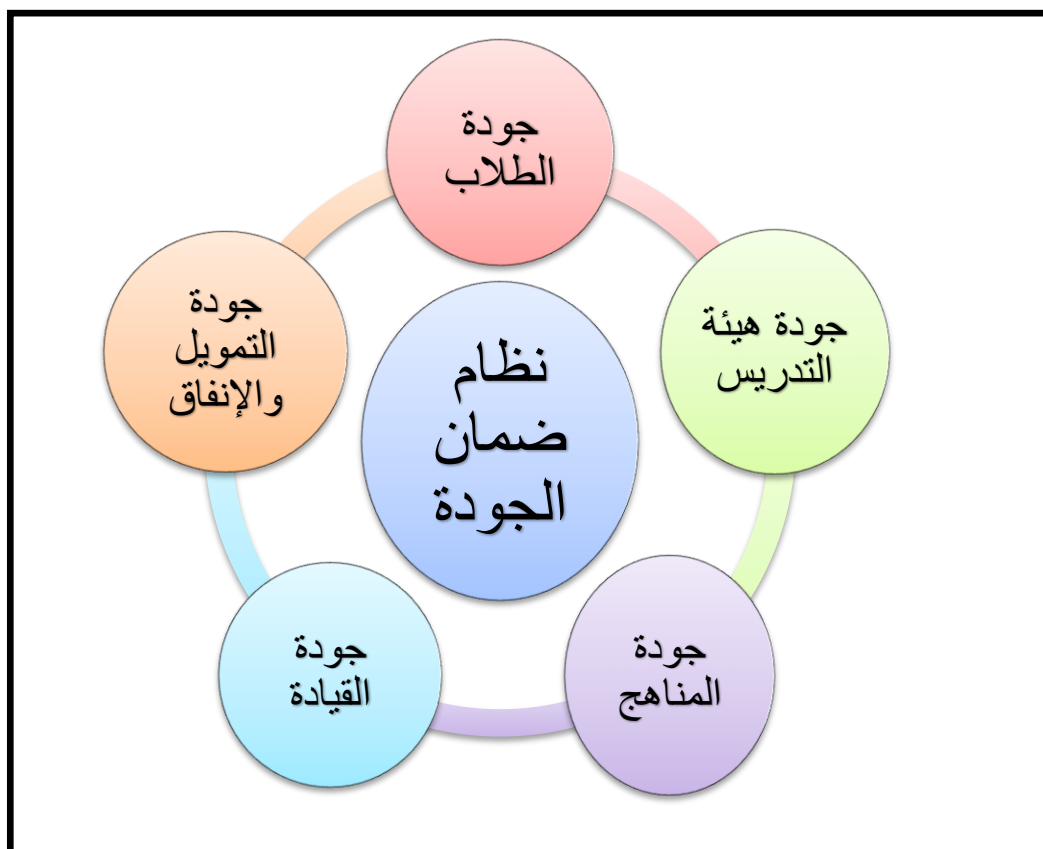 جودة
الطلاب
جودة هيئة
التدريس
جودة
المناهج
جودة
القيادة
جودة
التمويل
والإنفاق
نظام
ضمان
الجودة